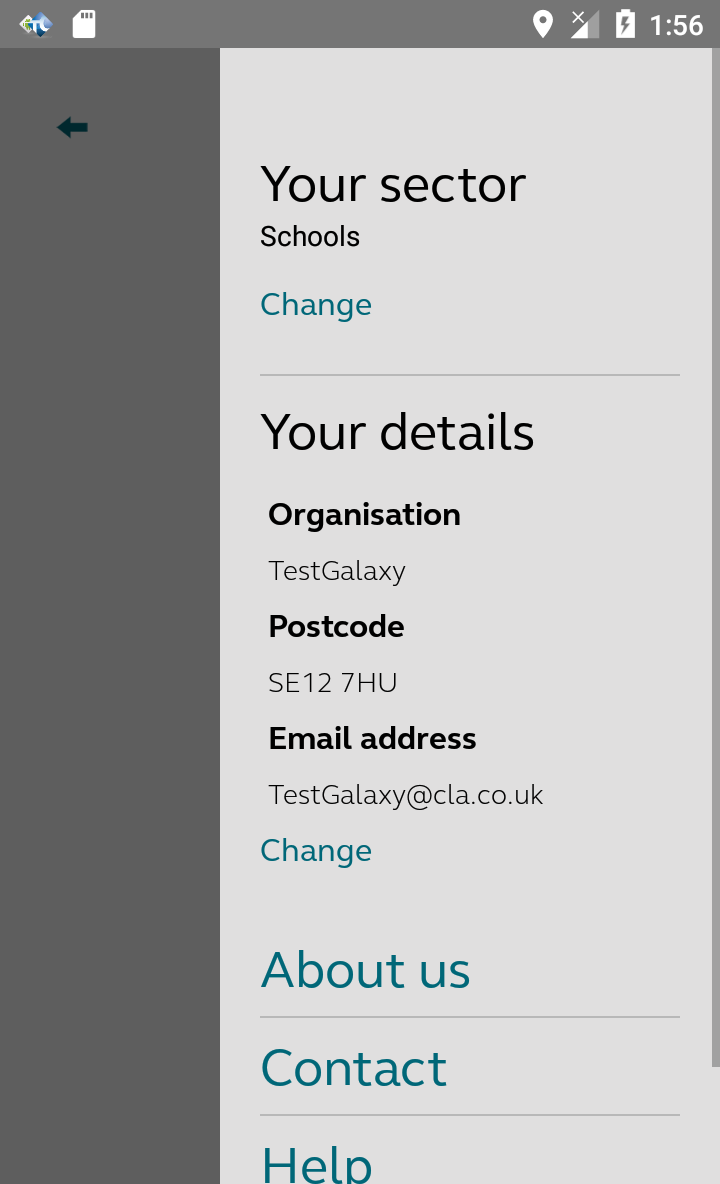 1:56
Your sector
Schools
Change
Your details
Organisation
TestGalaxy
Postcode
SE12 7HU
Email address
TestGalaxy@cla.co.uk
Change
About us
Contact
Help